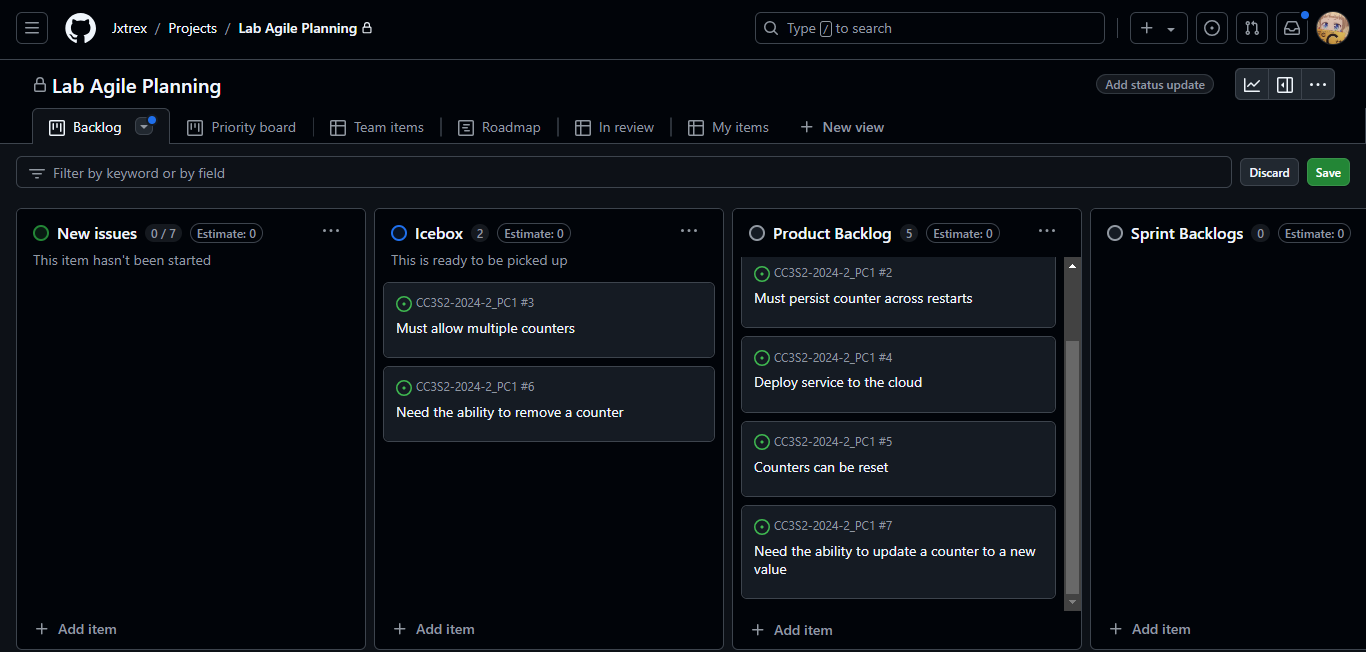 Jxtrex / Projects / Lab Agile Planning
Type / to search
Lab Agile Planning
Add status update
Backlog
Priority board
Team items
Roadmap
In review
My items
New view
Filter by keyword or by field
Discard
Save
New issues 0 / 7 Estimate: 0
This item hasn't been started
Add item
Icebox 2 Estimate: 0
This is ready to be picked up
CC3S2-2024-2_PC1 #3
Must allow multiple counters
CC3S2-2024-2_PC1 #6
Need the ability to remove a counter
Add item
Product Backlog 5 Estimate: 0
CC3S2-2024-2_PC1 #2
Must persist counter across restarts
CC3S2-2024-2_PC1 #4
Deploy service to the cloud
CC3S2-2024-2_PC1 #5
Counters can be reset
CC3S2-2024-2_PC1 #7
Need the ability to update a counter to a new
value
Add item
Sprint Backlogs 0 Estimate: 0
Add item